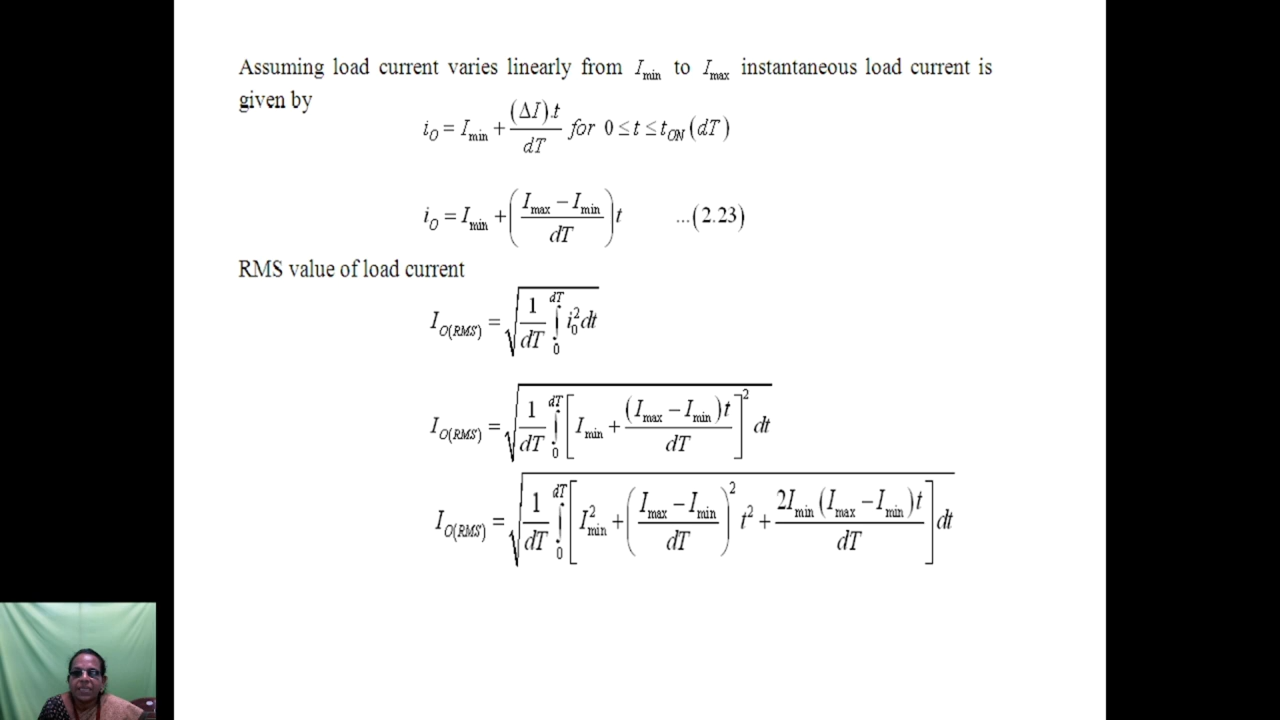 Assuming load current varies linearly from I_min to I_max instantaneous load current is
given by
i_O = I_min + (ΔI).t / dT for 0 ≤ t ≤ t_ON (dT)
i_O = I_min + ( (I_max − I_min) / dT ) t ...(2.23)
RMS value of load current
I_O(RMS) = √( 1/dT ∫_0^dT i_0^2 dt )
I_O(RMS) = √( 1/dT ∫_0^dT [ I_min + (I_max − I_min) t / dT ]^2 dt )
I_O(RMS) = √( 1/dT ∫_0^dT [ I_min^2 + ( (I_max − I_min) / dT )^2 t^2 + 2I_min (I_max − I_min) t / dT ] dt )